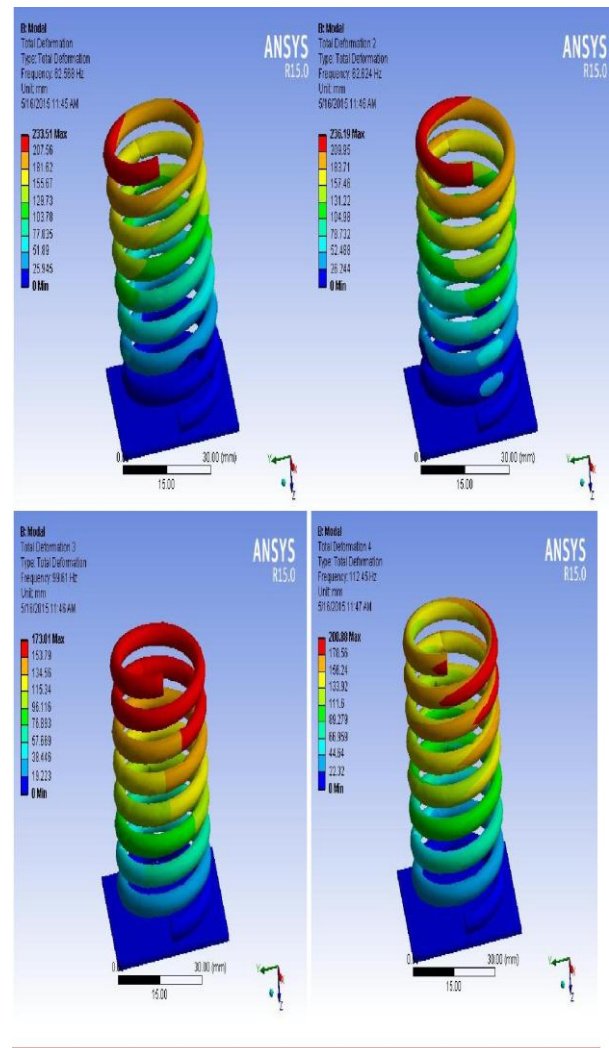 B: Modal
Total Deformation
Type: Total Deformation
Frequency: 62.588 Hz
Unit: mm
5/16/2015 11:45 AM
ANSYS
R15.0
233.51 Max
207.56
181.62
155.67
129.73
103.78
77.835
51.89
25.945
0 Min
30.00 (mm)
15.00
Y
X
Z
B: Modal
Total Deformation 2
Type: Total Deformation
Frequency: 62.824 Hz
Unit: mm
5/16/2015 11:46 AM
ANSYS
R15.0
236.19 Max
209.95
183.71
157.46
131.22
104.98
78.732
52.488
26.244
0 Min
30.00 (mm)
15.00
Y
X
Z
B: Modal
Total Deformation 3
Type: Total Deformation
Frequency: 99.61 Hz
Unit: mm
5/16/2015 11:46 AM
ANSYS
R15.0
173.01 Max
153.79
134.56
115.34
96.116
76.893
57.669
38.446
19.223
0 Min
30.00 (mm)
15.00
Y
X
Z
B: Modal
Total Deformation 4
Type: Total Deformation
Frequency: 112.45 Hz
Unit: mm
5/16/2015 11:47 AM
ANSYS
R15.0
200.88 Max
178.56
156.24
133.92
111.6
89.279
66.959
44.64
22.32
0 Min
30.00 (mm)
15.00
Y
X
Z